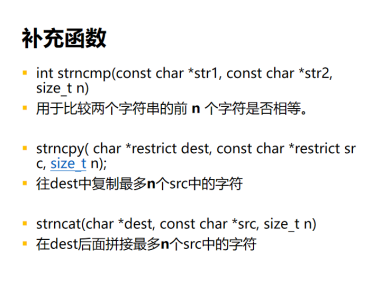 补充函数
int strncmp(const char *str1, const char *str2,
size_t n)
用于比较两个字符串的前 n 个字符是否相等。
strncpy( char *restrict dest, const char *restrict sr
c, size_t n);
往dest中复制最多n个src中的字符
strncat(char *dest, const char *src, size_t n)
在dest后面拼接最多n个src中的字符